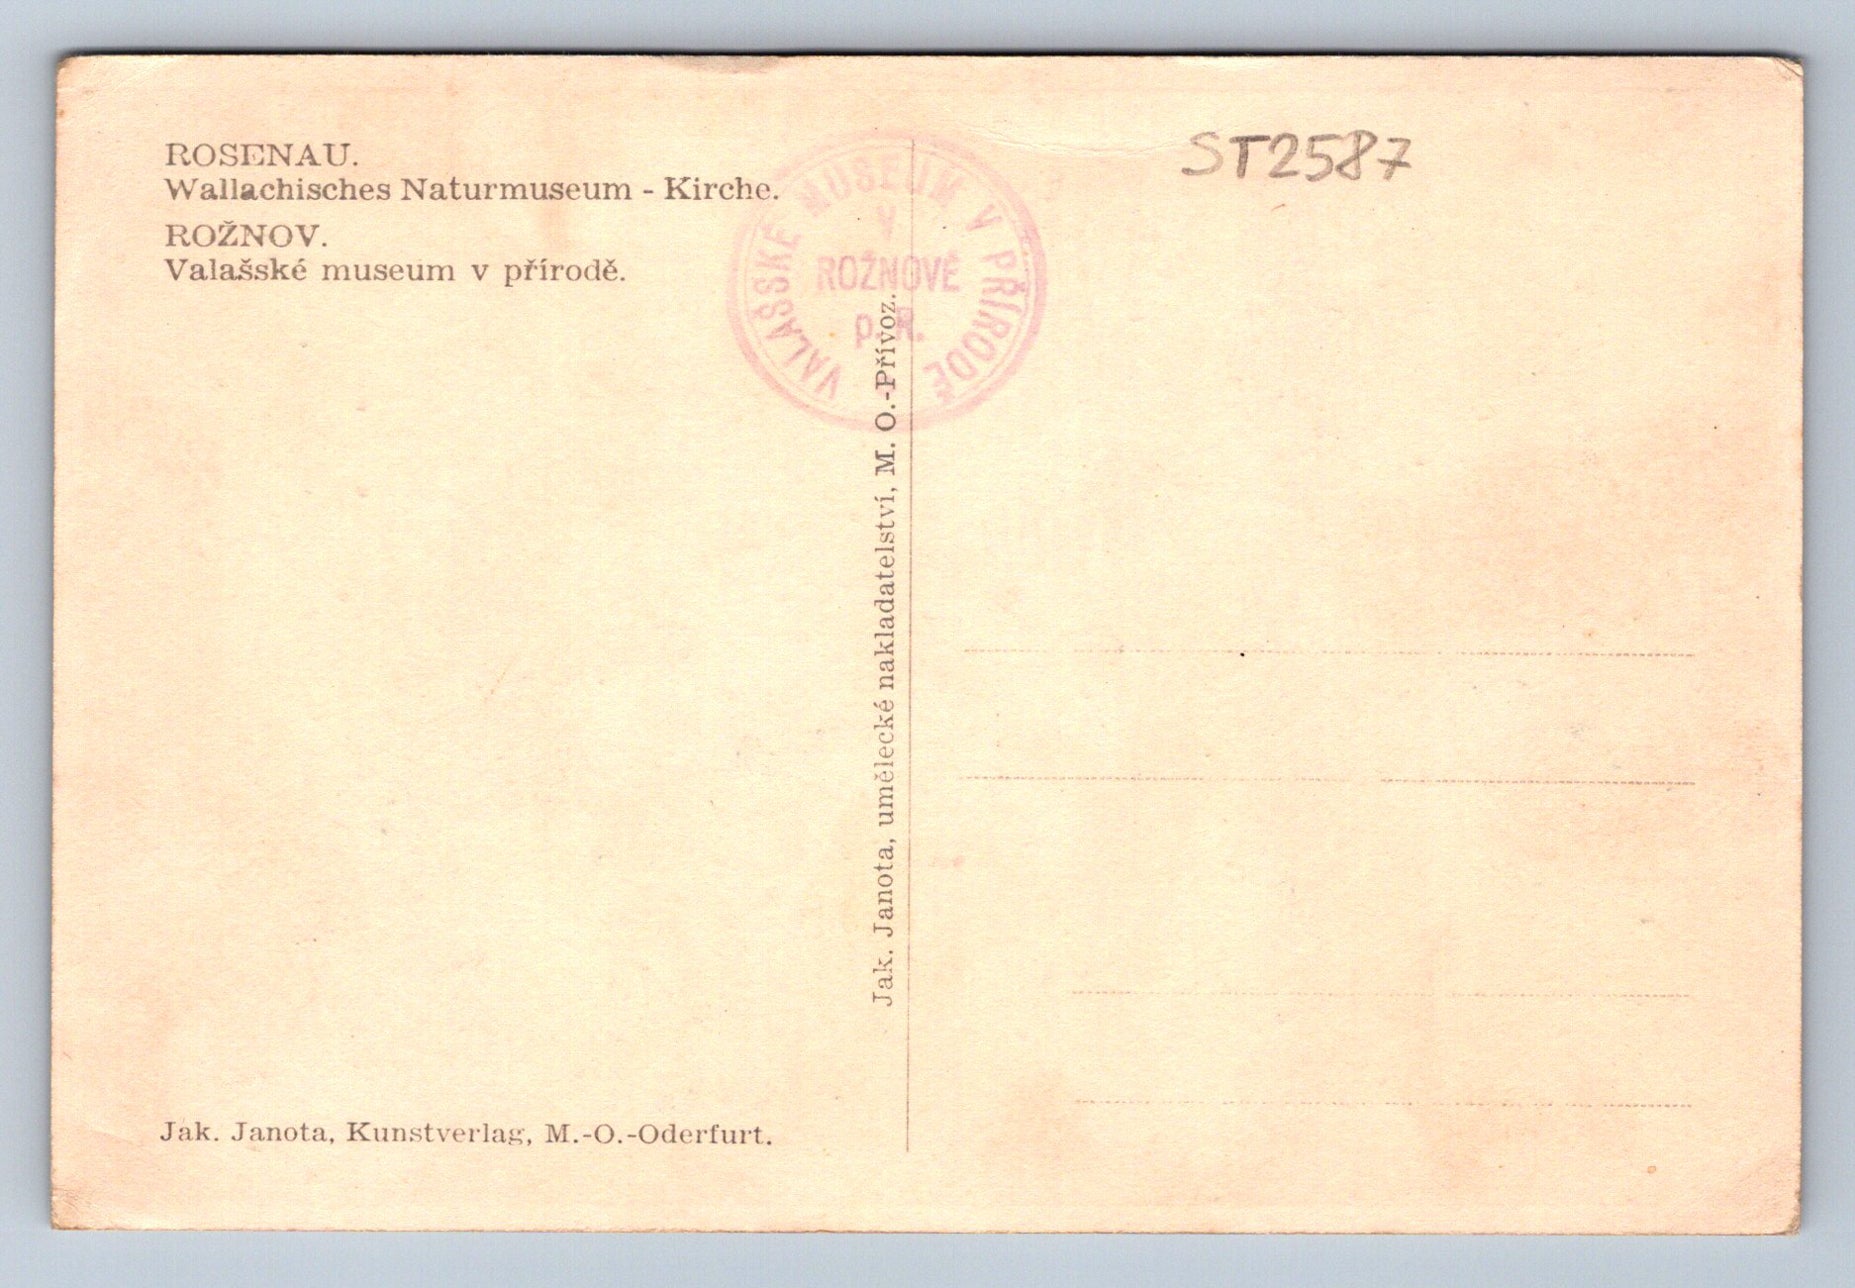 ROSENAU.
Wallachisches Naturmuseum - Kirche.
ROŽNOV.
Valašské museum v přírodě.
VALAŠSKÉ MUSEUM V PŘÍRODĚ
V
ROŽNOVĚ
p. R.
ST2587
Jak. Janota, umělecké nakladatelství, M. O.-Přívoz.
Jak. Janota, Kunstverlag, M.-O.-Oderfurt.